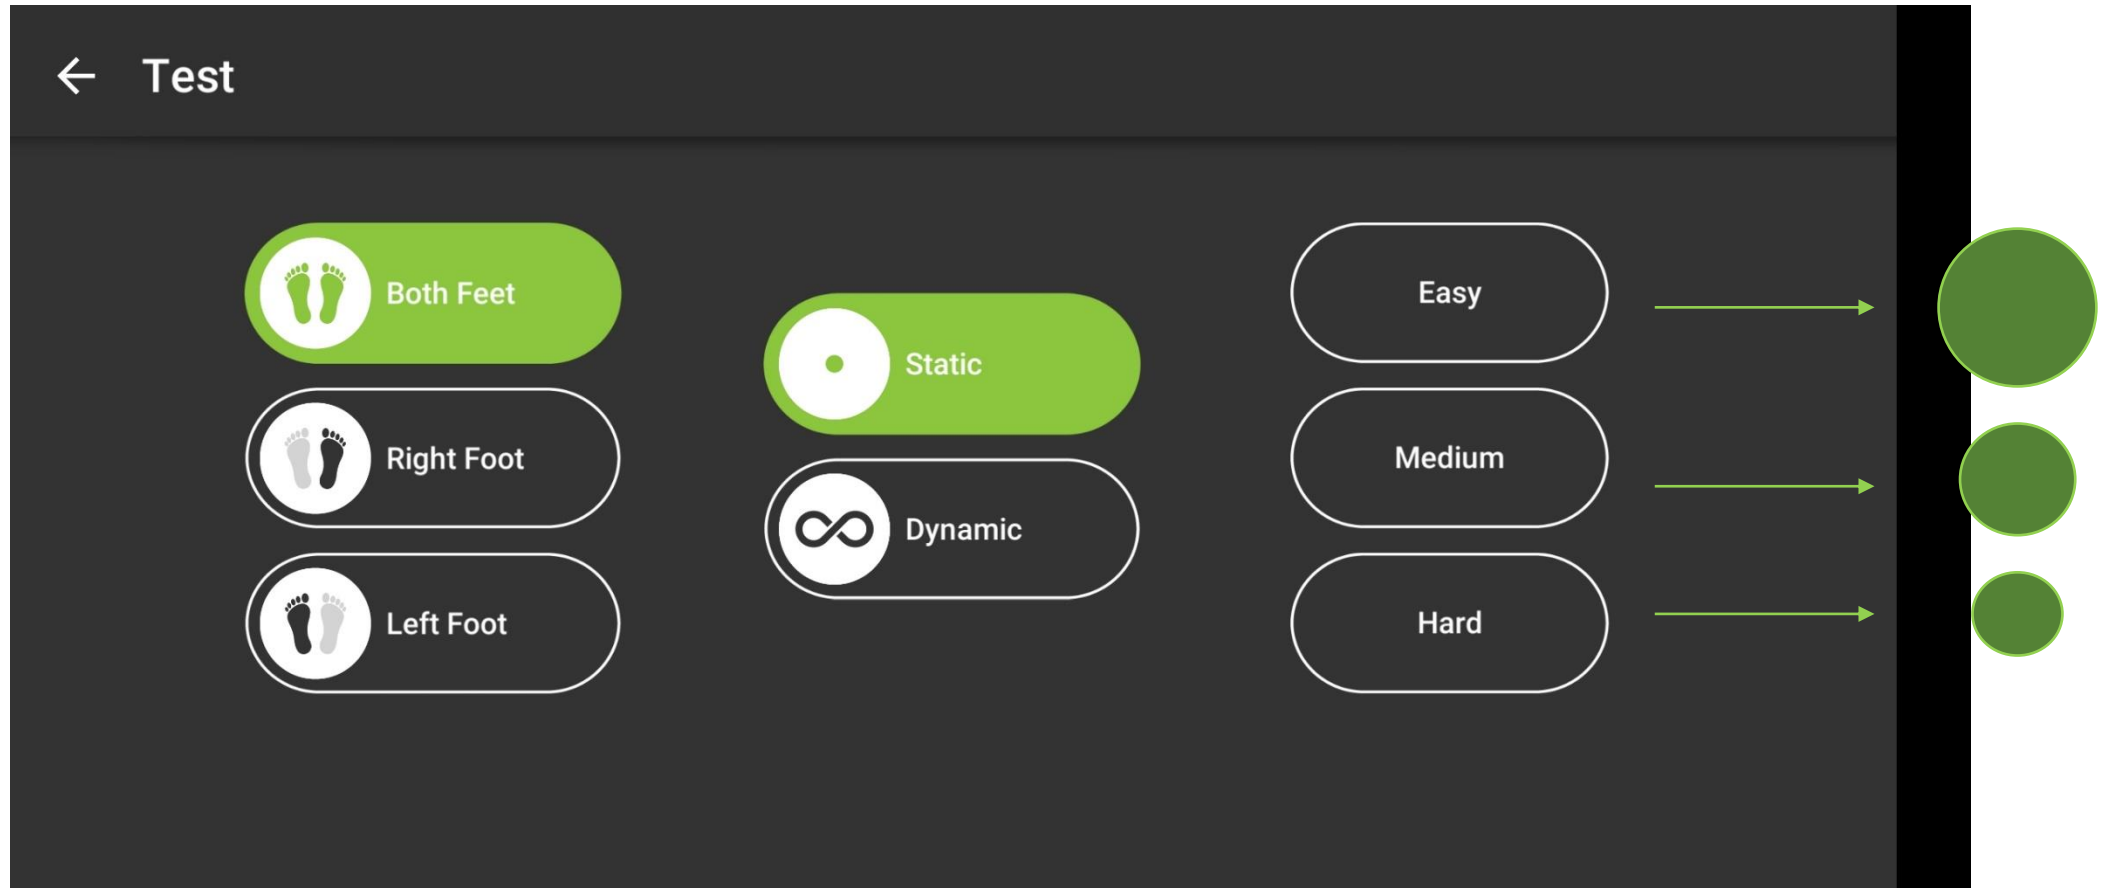 Test
Both Feet
Right Foot
Left Foot
Static
Dynamic
Easy
Medium
Hard